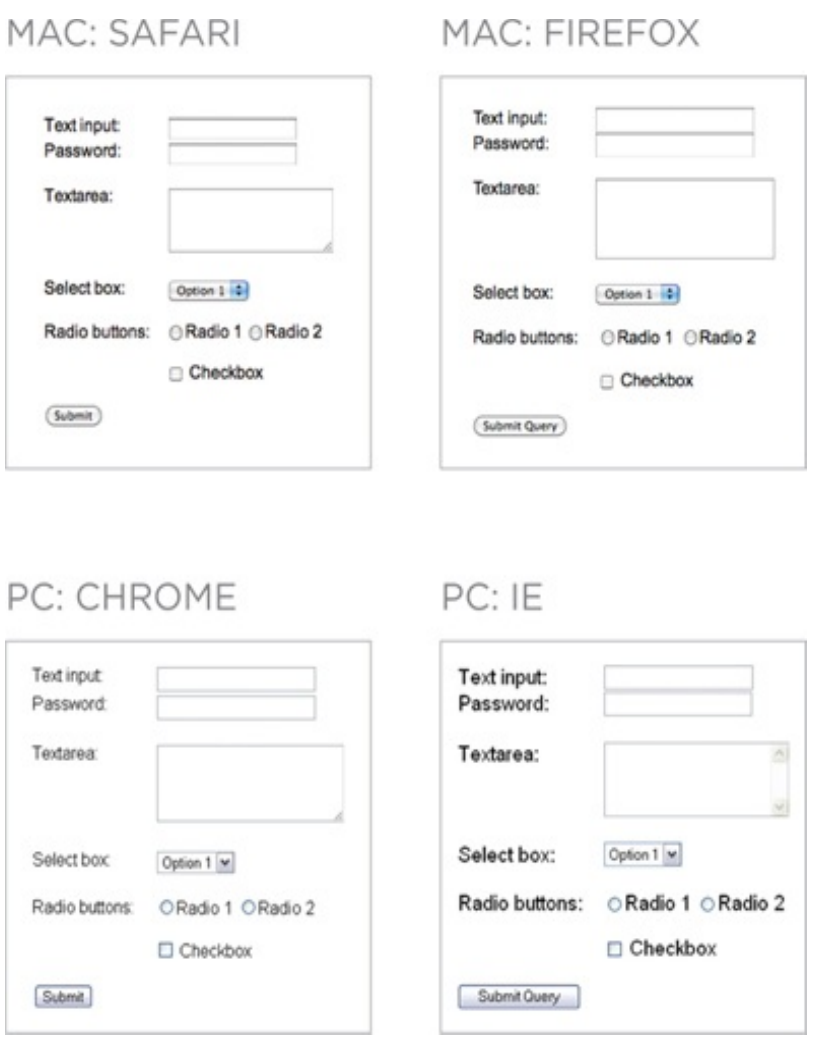 MAC: SAFARI
Text input:
Password:
Textarea:
Select box: Option 1
Radio buttons: Radio 1 Radio 2
Checkbox
Submit
MAC: FIREFOX
Text input:
Password:
Textarea:
Select box: Option 1
Radio buttons: Radio 1 Radio 2
Checkbox
Submit Query
PC: CHROME
Text input:
Password:
Textarea:
Select box: Option 1
Radio buttons: Radio 1 Radio 2
Checkbox
Submit
PC: IE
Text input:
Password:
Textarea:
Select box: Option 1
Radio buttons: Radio 1 Radio 2
Checkbox
Submit Query